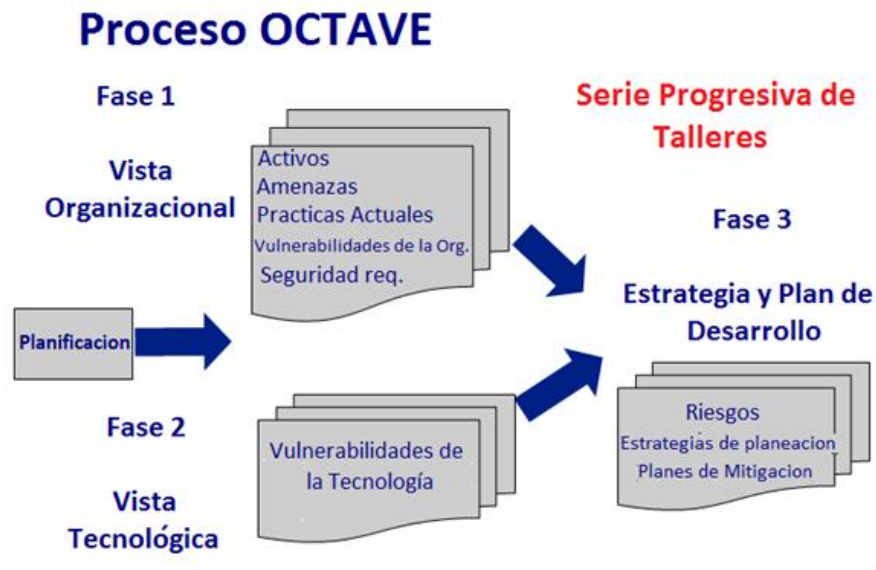 Proceso OCTAVE
Fase 1
Vista
Organizacional
Activos
Amenazas
Practicas Actuales
Vulnerabilidades de la Org.
Seguridad req.
Serie Progresiva de
Talleres
Planificacion
Fase 2
Vista
Tecnológica
Vulnerabilidades de
la Tecnología
Fase 3
Estrategia y Plan de
Desarrollo
Riesgos
Estrategias de planeacion
Planes de Mitigacion